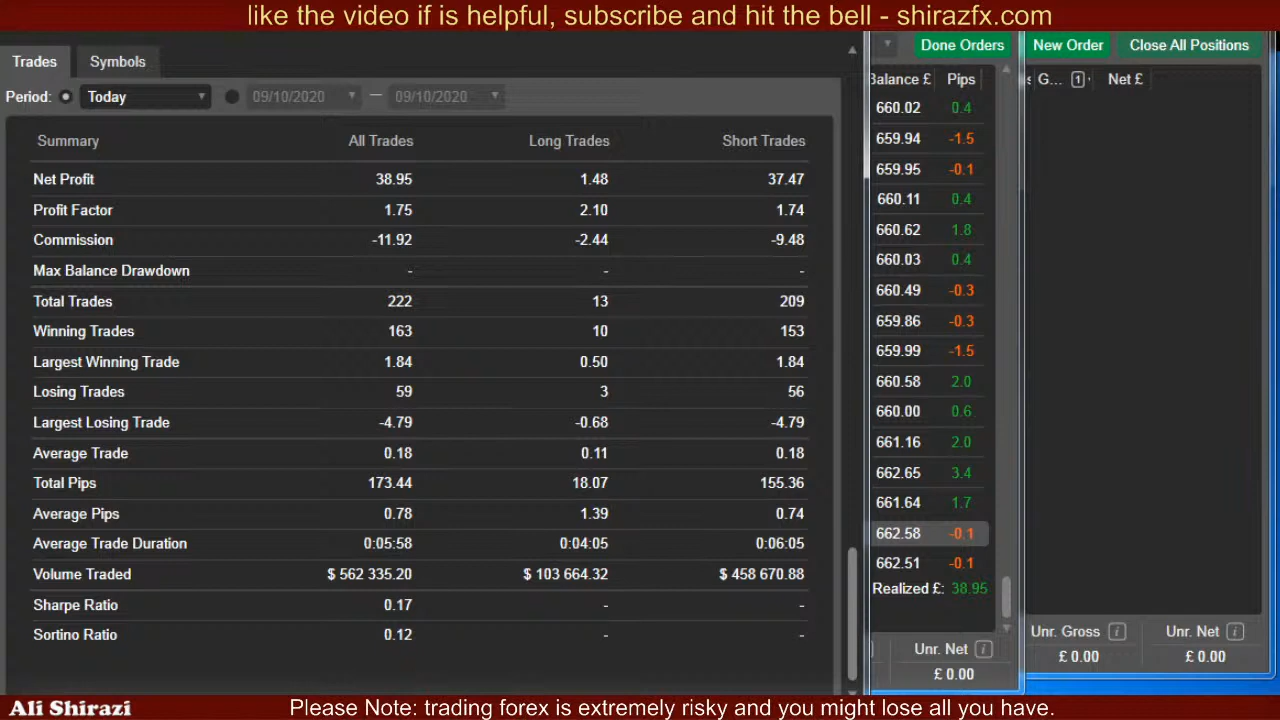 like the video if is helpful, subscribe and hit the bell - shirazfx.com
Trades Symbols
Period: Today 09/10/2020 — 09/10/2020
Summary All Trades Long Trades Short Trades
Net Profit 38.95 1.48 37.47
Profit Factor 1.75 2.10 1.74
Commission -11.92 -2.44 -9.48
Max Balance Drawdown - - -
Total Trades 222 13 209
Winning Trades 163 10 153
Largest Winning Trade 1.84 0.50 1.84
Losing Trades 59 3 56
Largest Losing Trade -4.79 -0.68 -4.79
Average Trade 0.18 0.11 0.18
Total Pips 173.44 18.07 155.36
Average Pips 0.78 1.39 0.74
Average Trade Duration 0:05:58 0:04:05 0:06:05
Volume Traded $ 562 335.20 $ 103 664.32 $ 458 670.88
Sharpe Ratio 0.17 - -
Sortino Ratio 0.12 - -
Done Orders
Balance £ Pips
660.02 0.4
659.94 -1.5
659.95 -0.1
660.11 0.4
660.62 1.8
660.03 0.4
660.49 -0.3
659.86 -0.3
659.99 -1.5
660.58 2.0
660.00 0.6
661.16 2.0
662.65 3.4
661.64 1.7
662.58 -0.1
662.51 -0.1
Realized £: 38.95
Unr. Net i
£ 0.00
New Order Close All Positions
G... 1 Net £
Unr. Gross i Unr. Net i
£ 0.00 £ 0.00
Ali Shirazi Please Note: trading forex is extremely risky and you might lose all you have.